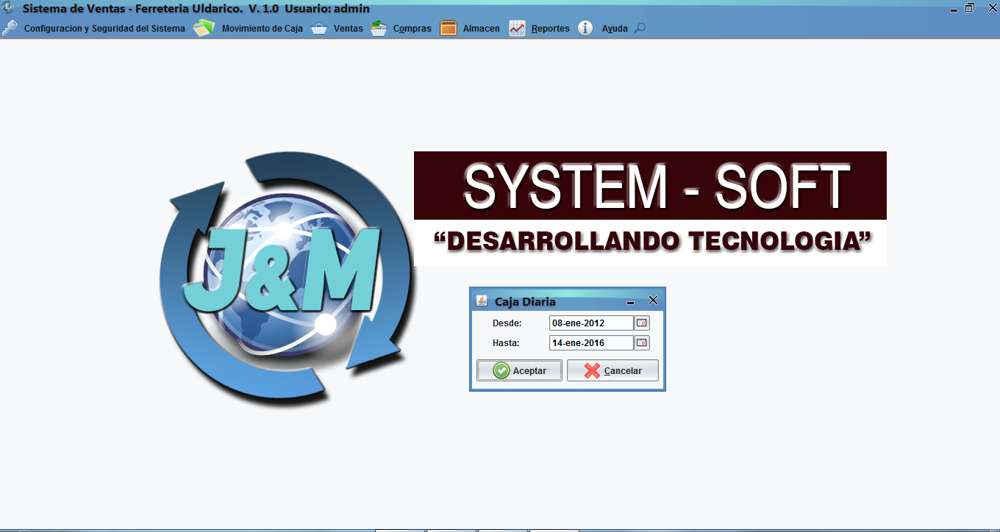 Sistema de Ventas - Ferreteria Uldarico. V. 1.0 Usuario: admin
Configuracion y Seguridad del Sistema Movimiento de Caja Ventas Compras Almacen Reportes Ayuda
SYSTEM - SOFT
“DESARROLLANDO TECNOLOGIA”
J&M
Caja Diaria
Desde: 08-ene-2012
Hasta: 14-ene-2016
Aceptar Cancelar